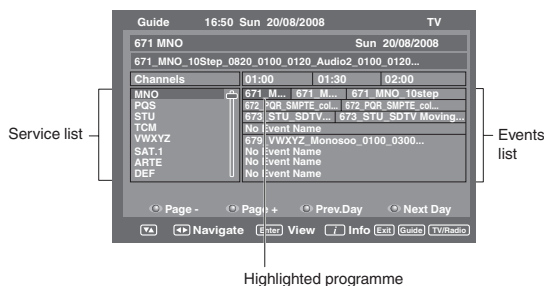 Guide 16:50 Sun 20/08/2008 TV
671 MNO Sun 20/08/2008
671_MNO_10Step_0820_0100_0120_Audio2_0100_0120...
Channels 01:00 01:30 02:00
MNO 671_M... 671_M... 671_MNO_10step
PQS 672_PQR_SMPTE_col... 672_PQR_SMPTE_col...
STU 673_STU_SDTV... 673_STU_SDTV Moving...
TCM No Event Name
VWXYZ 679_VWXYZ_Monosoo_0100_0300...
SAT.1 No Event Name
ARTE No Event Name
DEF No Event Name
Service list
Events list
Page - Page + Prev.Day Next Day
Navigate Enter View i Info Exit Guide TV/Radio
Highlighted programme